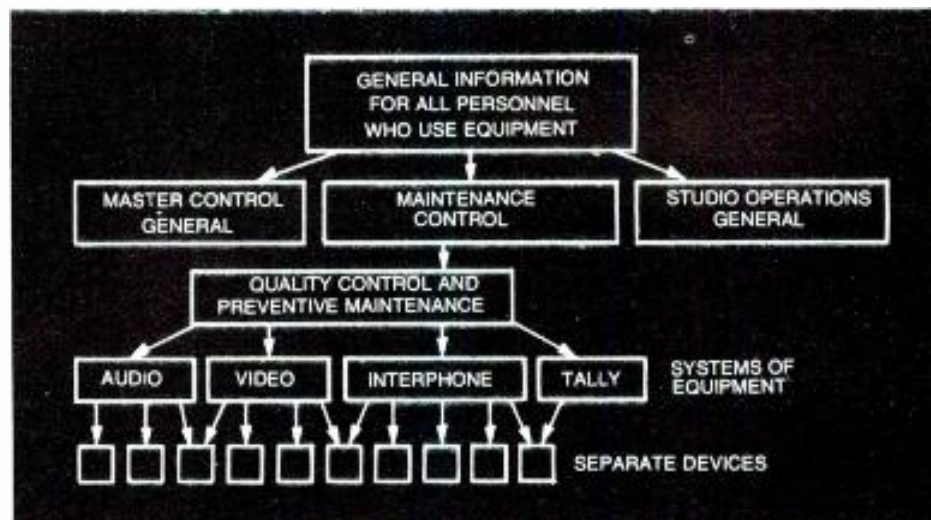 GENERAL INFORMATION
FOR ALL PERSONNEL
WHO USE EQUIPMENT
MASTER CONTROL
GENERAL
MAINTENANCE
CONTROL
STUDIO OPERATIONS
GENERAL
QUALITY CONTROL AND
PREVENTIVE MAINTENANCE
AUDIO
VIDEO
INTERPHONE
TALLY
SYSTEMS OF
EQUIPMENT
SEPARATE DEVICES